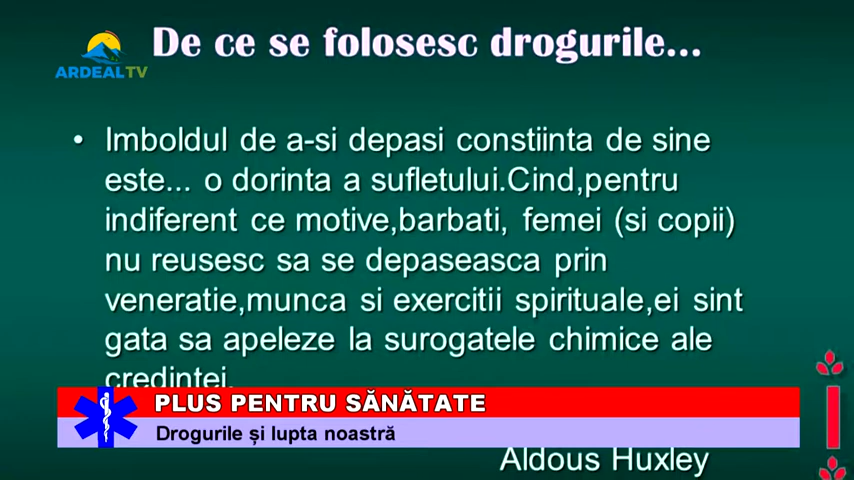 De ce se folosesc drogurile...
ARDEALTV
• Imboldul de a-si depasi constiinta de sine
este... o dorinta a sufletului.Cind,pentru
indiferent ce motive,barbati, femei (si copii)
nu reusesc sa se depaseasca prin
veneratie,munca si exercitii spirituale,ei sint
gata sa apeleze la surogatele chimice ale
credintei.
PLUS PENTRU SĂNĂTATE
Drogurile și lupta noastră
Aldous Huxley